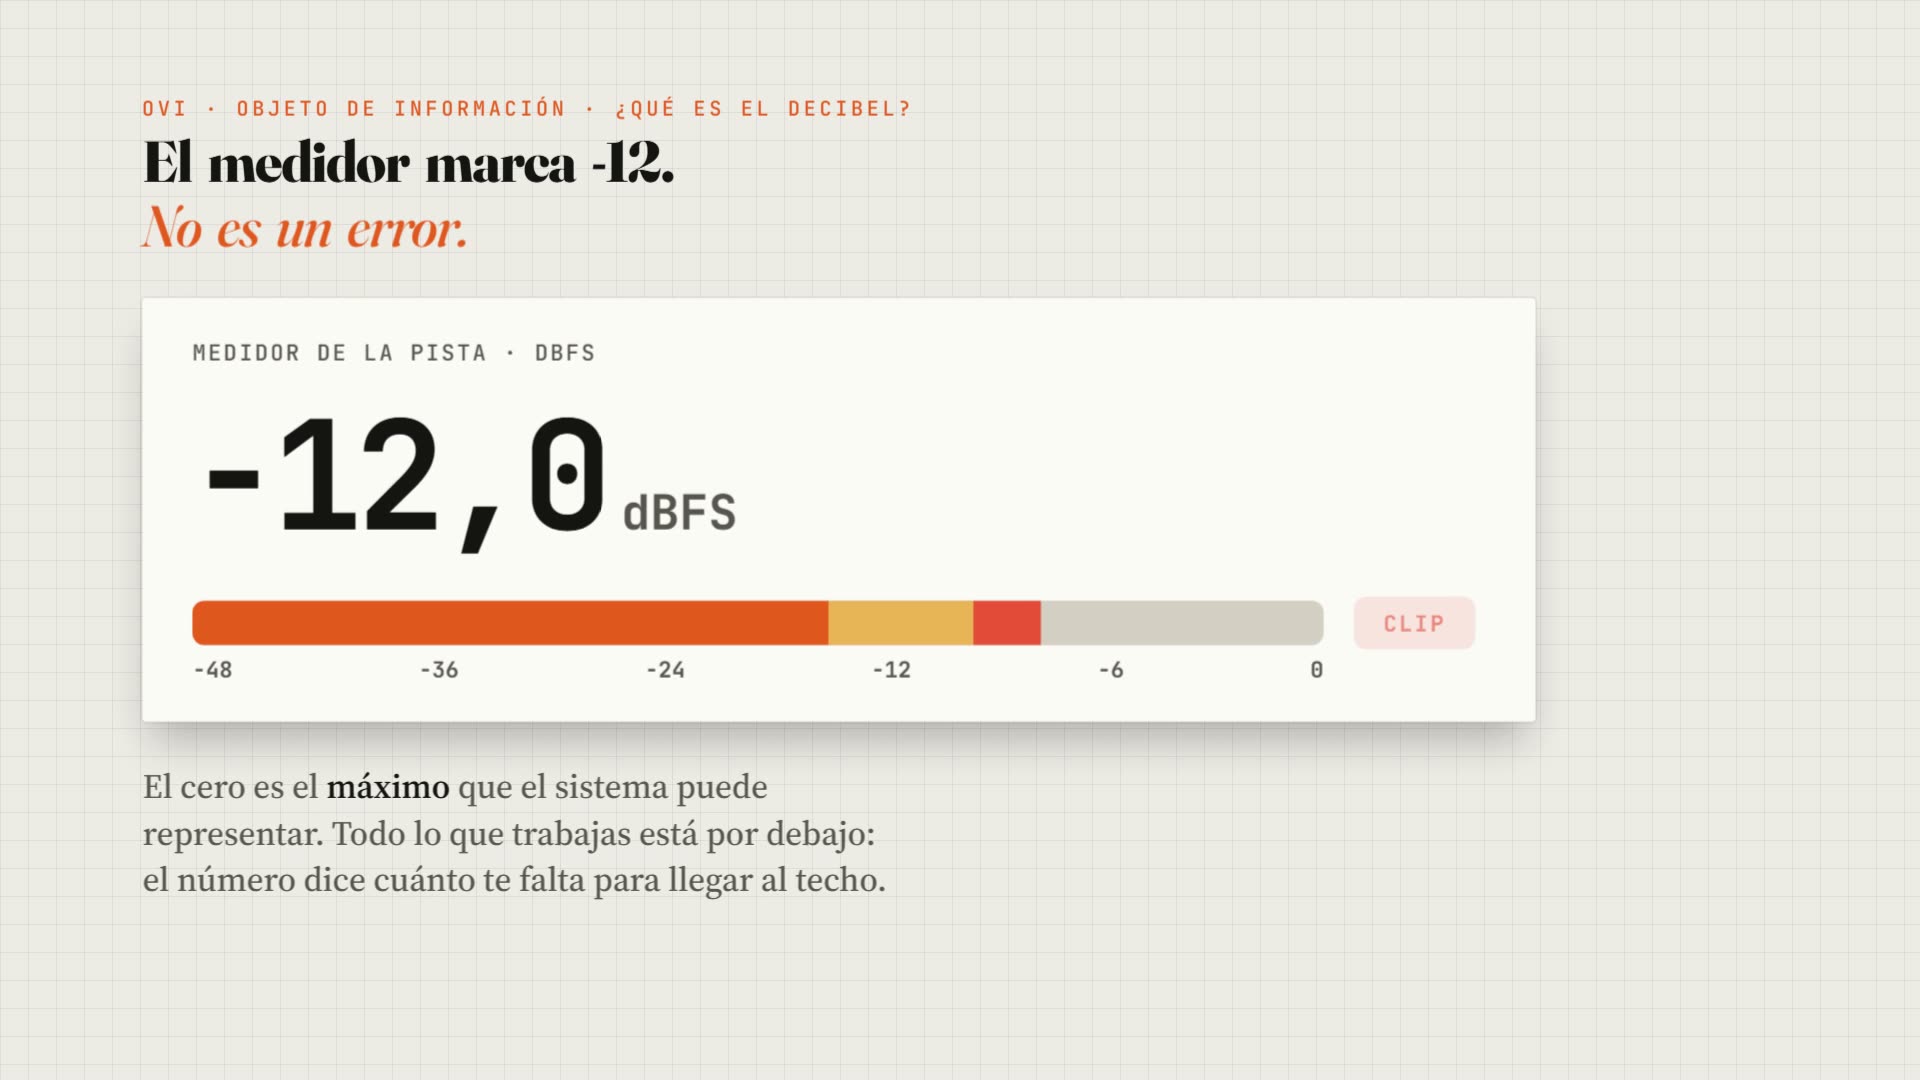 OVI · OBJETO DE INFORMACIÓN · ¿QUÉ ES EL DECIBEL?
El medidor marca -12.
No es un error.
MEDIDOR DE LA PISTA · DBFS
-12,0 dBFS
CLIP
-48 -36 -24 -12 -6 0
El cero es el máximo que el sistema puede
representar. Todo lo que trabajas está por debajo:
el número dice cuánto te falta para llegar al techo.